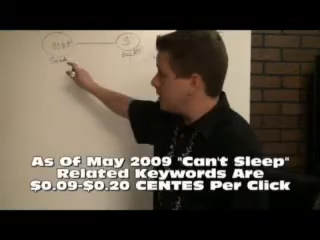 $
As Of May 2009 "Can't Sleep"
Related Keywords Are
$0.09-$0.20 CENTES Per Click